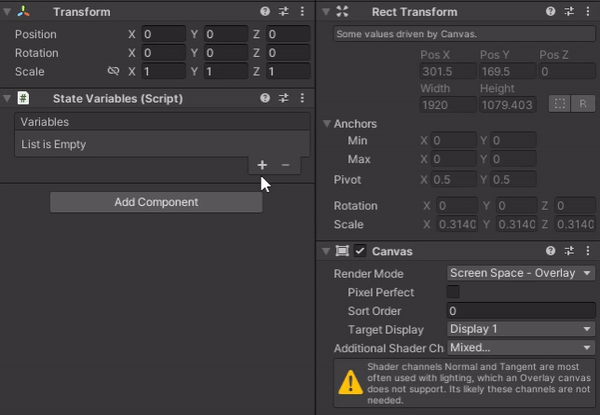 Transform
Position X 0 Y 0 Z 0
Rotation X 0 Y 0 Z 0
Scale X 1 Y 1 Z 1
State Variables (Script)
Variables
List is Empty
+ −
Add Component
Rect Transform
Some values driven by Canvas.
Pos X Pos Y Pos Z
301.5 169.5 0
Width Height
1920 1079.403 R
Anchors
Min X 0 Y 0
Max X 0 Y 0
Pivot X 0.5 Y 0.5
Rotation X 0 Y 0 Z 0
Scale X 0.3140 Y 0.3140 Z 0.3140
Canvas
Render Mode Screen Space - Overlay
Pixel Perfect
Sort Order 0
Target Display Display 1
Additional Shader Ch Mixed...
Shader channels Normal and Tangent are most
often used with lighting, which an Overlay canvas
does not support. Its likely these channels are not
needed.